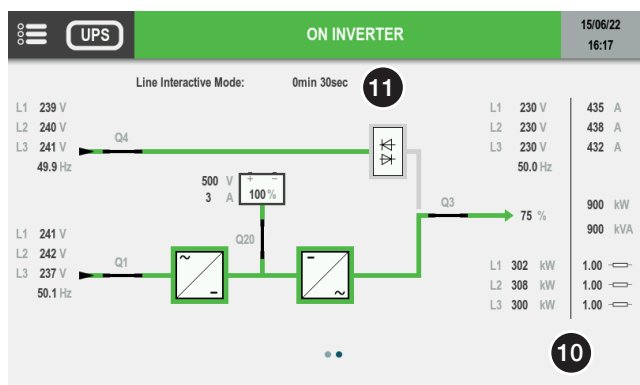 UPS
ON INVERTER
15/06/22
16:17
Line Interactive Mode: 0min 30sec
11
L1 239 V
L2 240 V
L3 241 V
49.9 Hz
Q4
L1 230 V 435 A
L2 230 V 438 A
L3 230 V 432 A
50.0 Hz
500 V
3 A
+ −
100 %
Q3
75 %
900 kW
900 kVA
L1 241 V
L2 242 V
L3 237 V
50.1 Hz
Q1
Q20
~
−
−
~
L1 302 kW 1.00
L2 308 kW 1.00
L3 300 kW 1.00
10